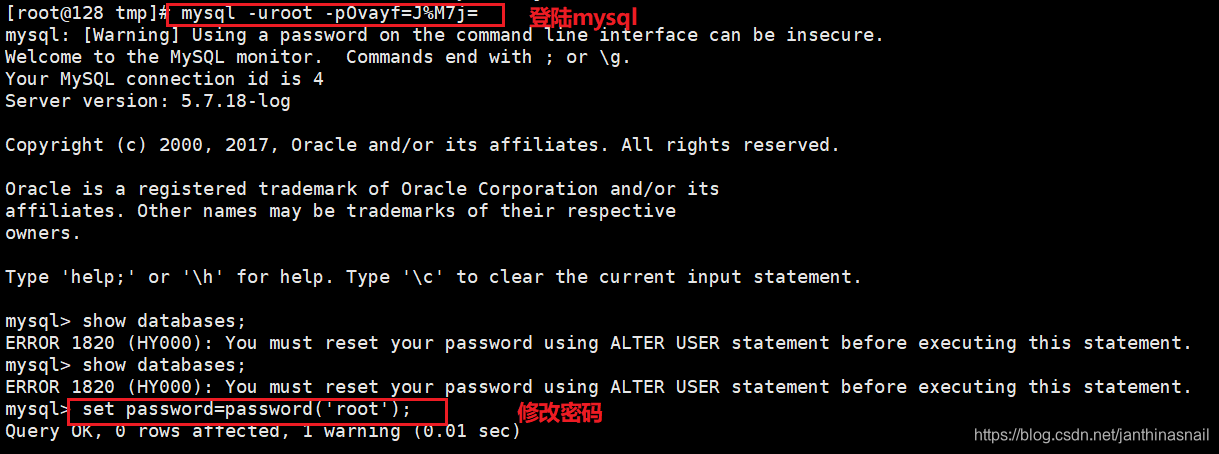 [root@128 tmp]# mysql -uroot -pOvayf=J%M7j= 登陆mysql
mysql: [Warning] Using a password on the command line interface can be insecure.
Welcome to the MySQL monitor.  Commands end with ; or \g.
Your MySQL connection id is 4
Server version: 5.7.18-log
Copyright (c) 2000, 2017, Oracle and/or its affiliates. All rights reserved.
Oracle is a registered trademark of Oracle Corporation and/or its
affiliates. Other names may be trademarks of their respective
owners.
Type 'help;' or '\h' for help. Type '\c' to clear the current input statement.
mysql> show databases;
ERROR 1820 (HY000): You must reset your password using ALTER USER statement before executing this statement.
mysql> show databases;
ERROR 1820 (HY000): You must reset your password using ALTER USER statement before executing this statement.
mysql> set password=password('root'); 修改密码
Query OK, 0 rows affected, 1 warning (0.01 sec)
https://blog.csdn.net/janthinasnail